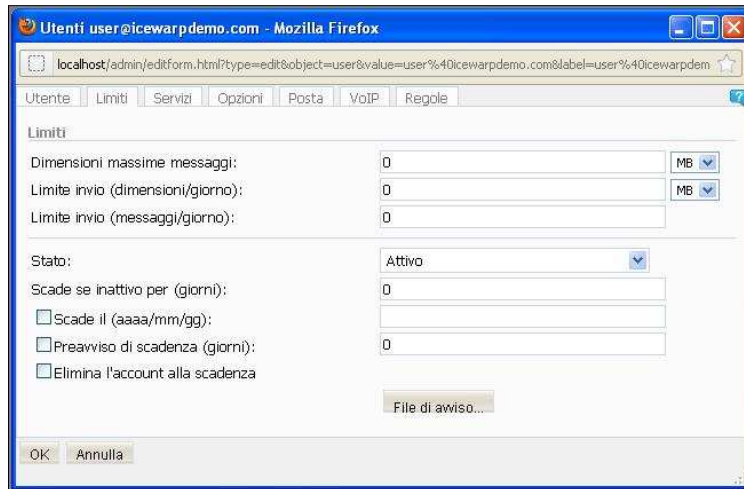 Utenti user@icewarpdemo.com - Mozilla Firefox
localhost/admin/editform.html?type=edit&object=user&value=user%40icewarpdemo.com&label=user%40icewarpdem
Utente Limiti Servizi Opzioni Posta VoIP Regole ?
Limiti
Dimensioni massime messaggi: 0 MB
Limite invio (dimensioni/giorno): 0 MB
Limite invio (messaggi/giorno): 0
Stato: Attivo
Scade se inattivo per (giorni): 0
Scade il (aaaa/mm/gg):
Preavviso di scadenza (giorni): 0
Elimina l'account alla scadenza
File di avviso...
OK Annulla